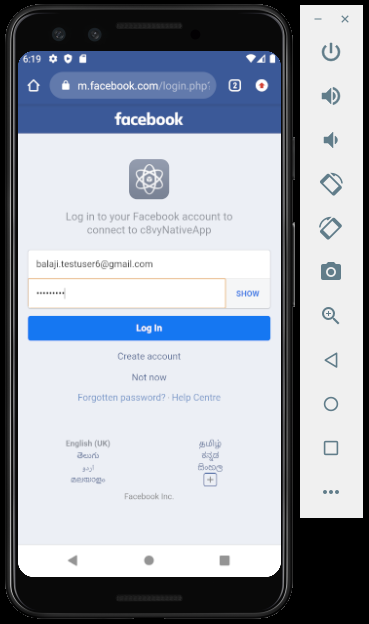 6:19
m.facebook.com/login.php?
2
facebook
Log in to your Facebook account to
connect to c8vyNativeApp
balaji.testuser6@gmail.com
•••••••••
SHOW
Log In
Create account
Not now
Forgotten password? · Help Centre
English (UK)
தமிழ்
తెలుగు
ಕನ್ನಡ
اردو
සිංහල
മലയാളം
Facebook Inc.